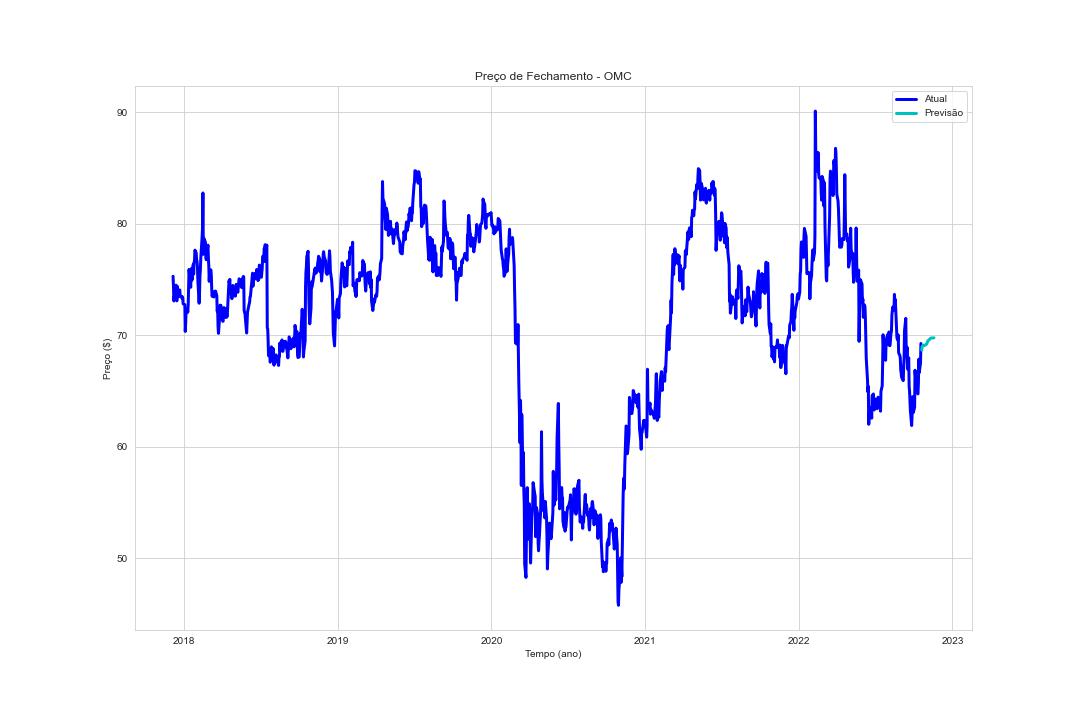 Preço de Fechamento - OMC
Atual
Previsão
90
80
70
60
50
Preço ($)
2018
2019
2020
2021
2022
2023
Tempo (ano)